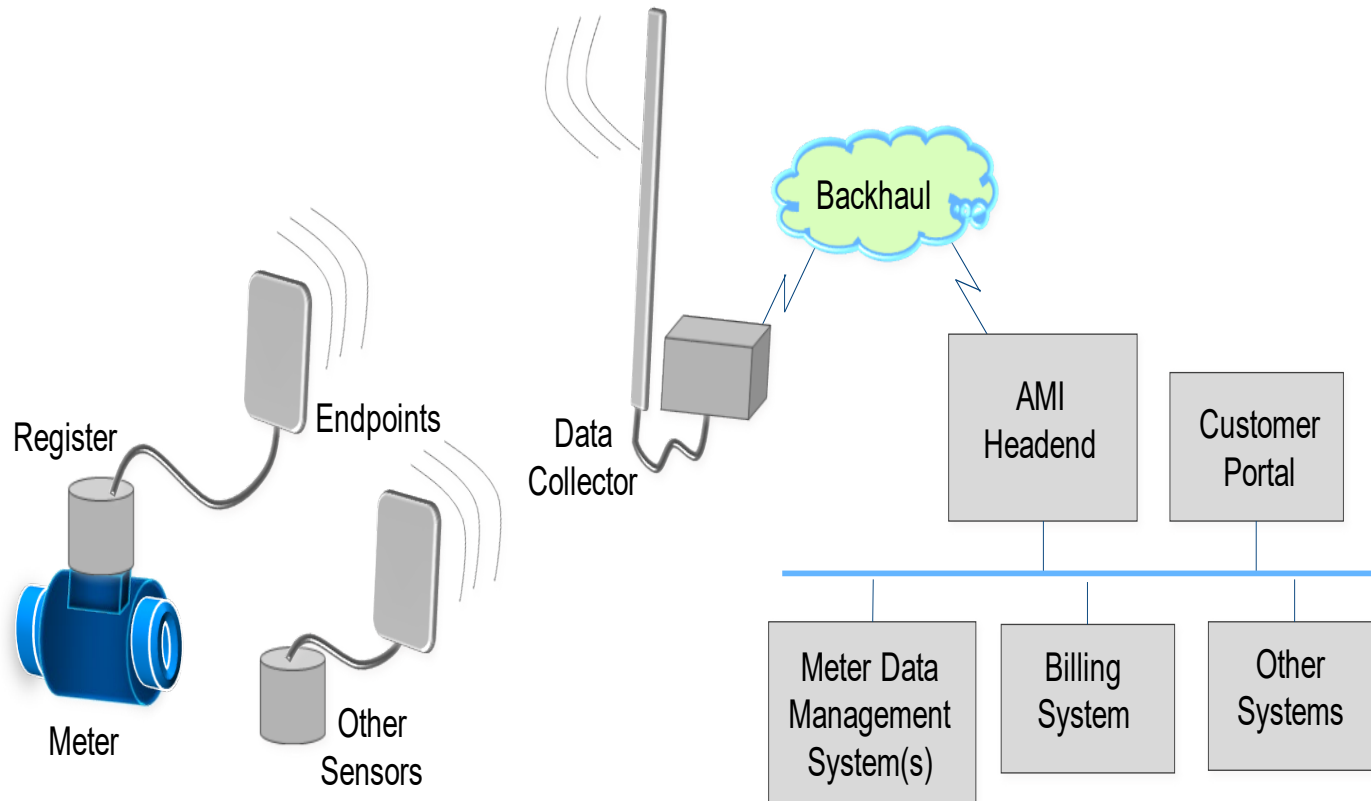 Backhaul
Register
Endpoints
Data
Collector
AMI
Headend
Customer
Portal
Meter
Other
Sensors
Meter Data
Management
System(s)
Billing
System
Other
Systems